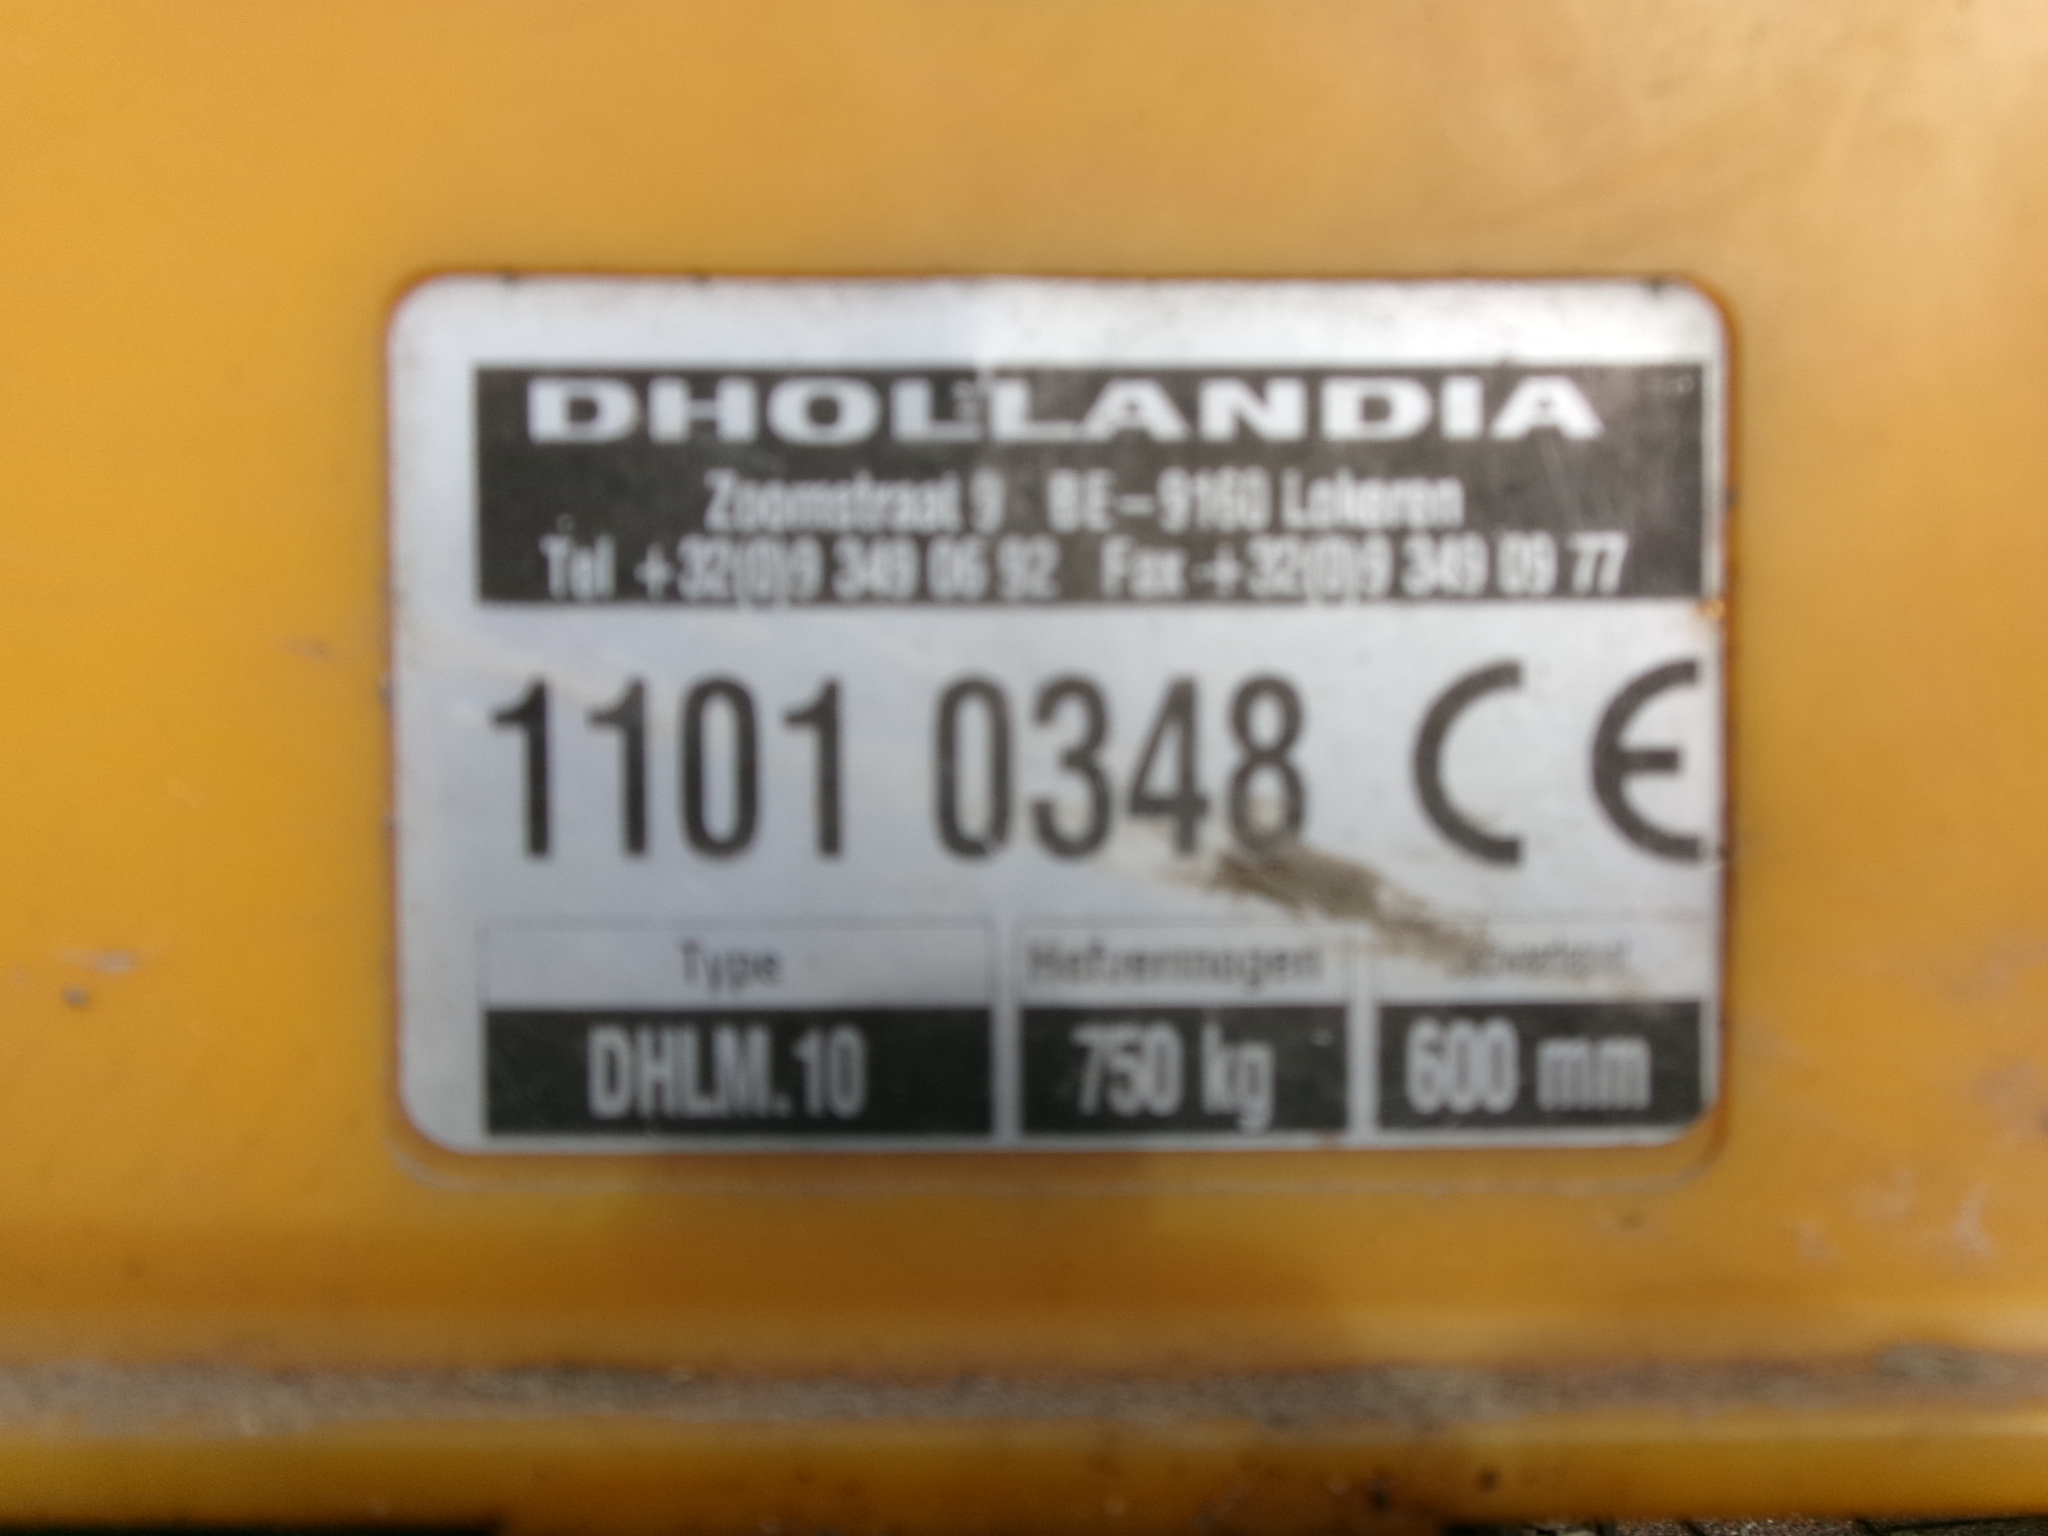 DHOLLANDIA
Zoomstraat 9 BE-9160 Lokeren
Tel +32(0)9 349 06 92 Fax +32(0)9 349 09 77
1101 0348 CE
Type Hefvermogen
DHLM.10 750 kg 600 mm